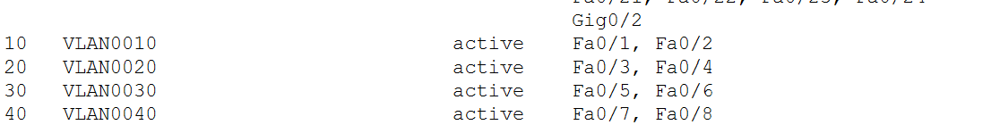 Fa0/21, Fa0/22, Fa0/23, Fa0/24
Gig0/2
10 VLAN0010 active Fa0/1, Fa0/2
20 VLAN0020 active Fa0/3, Fa0/4
30 VLAN0030 active Fa0/5, Fa0/6
40 VLAN0040 active Fa0/7, Fa0/8